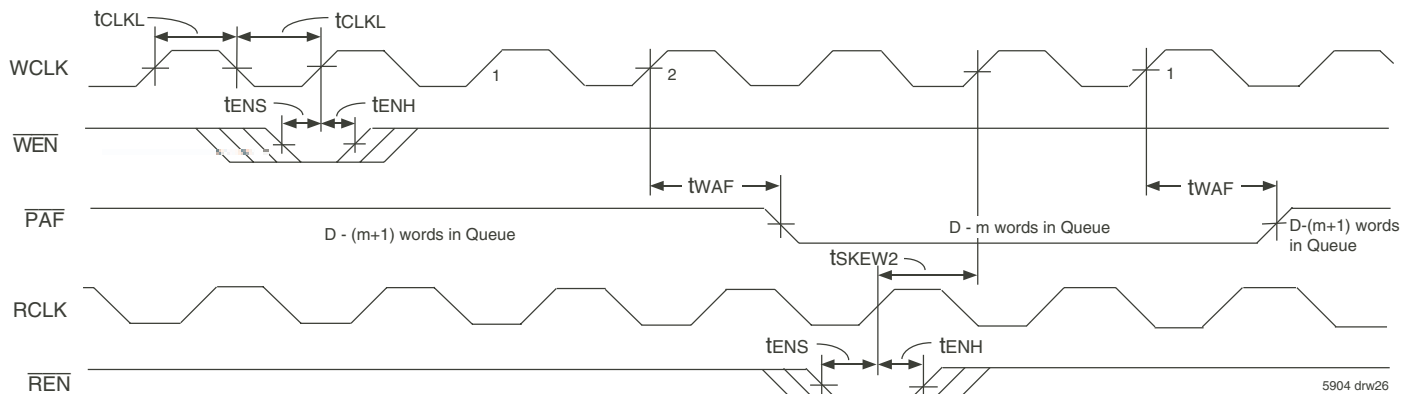 tCLKL tCLKL
WCLK
1 2 1
tENS tENH
WEN
tWAF tWAF
PAF
D - (m+1) words in Queue
D - m words in Queue
D-(m+1) words
in Queue
tSKEW2
RCLK
tENS tENH
REN
5904 drw26